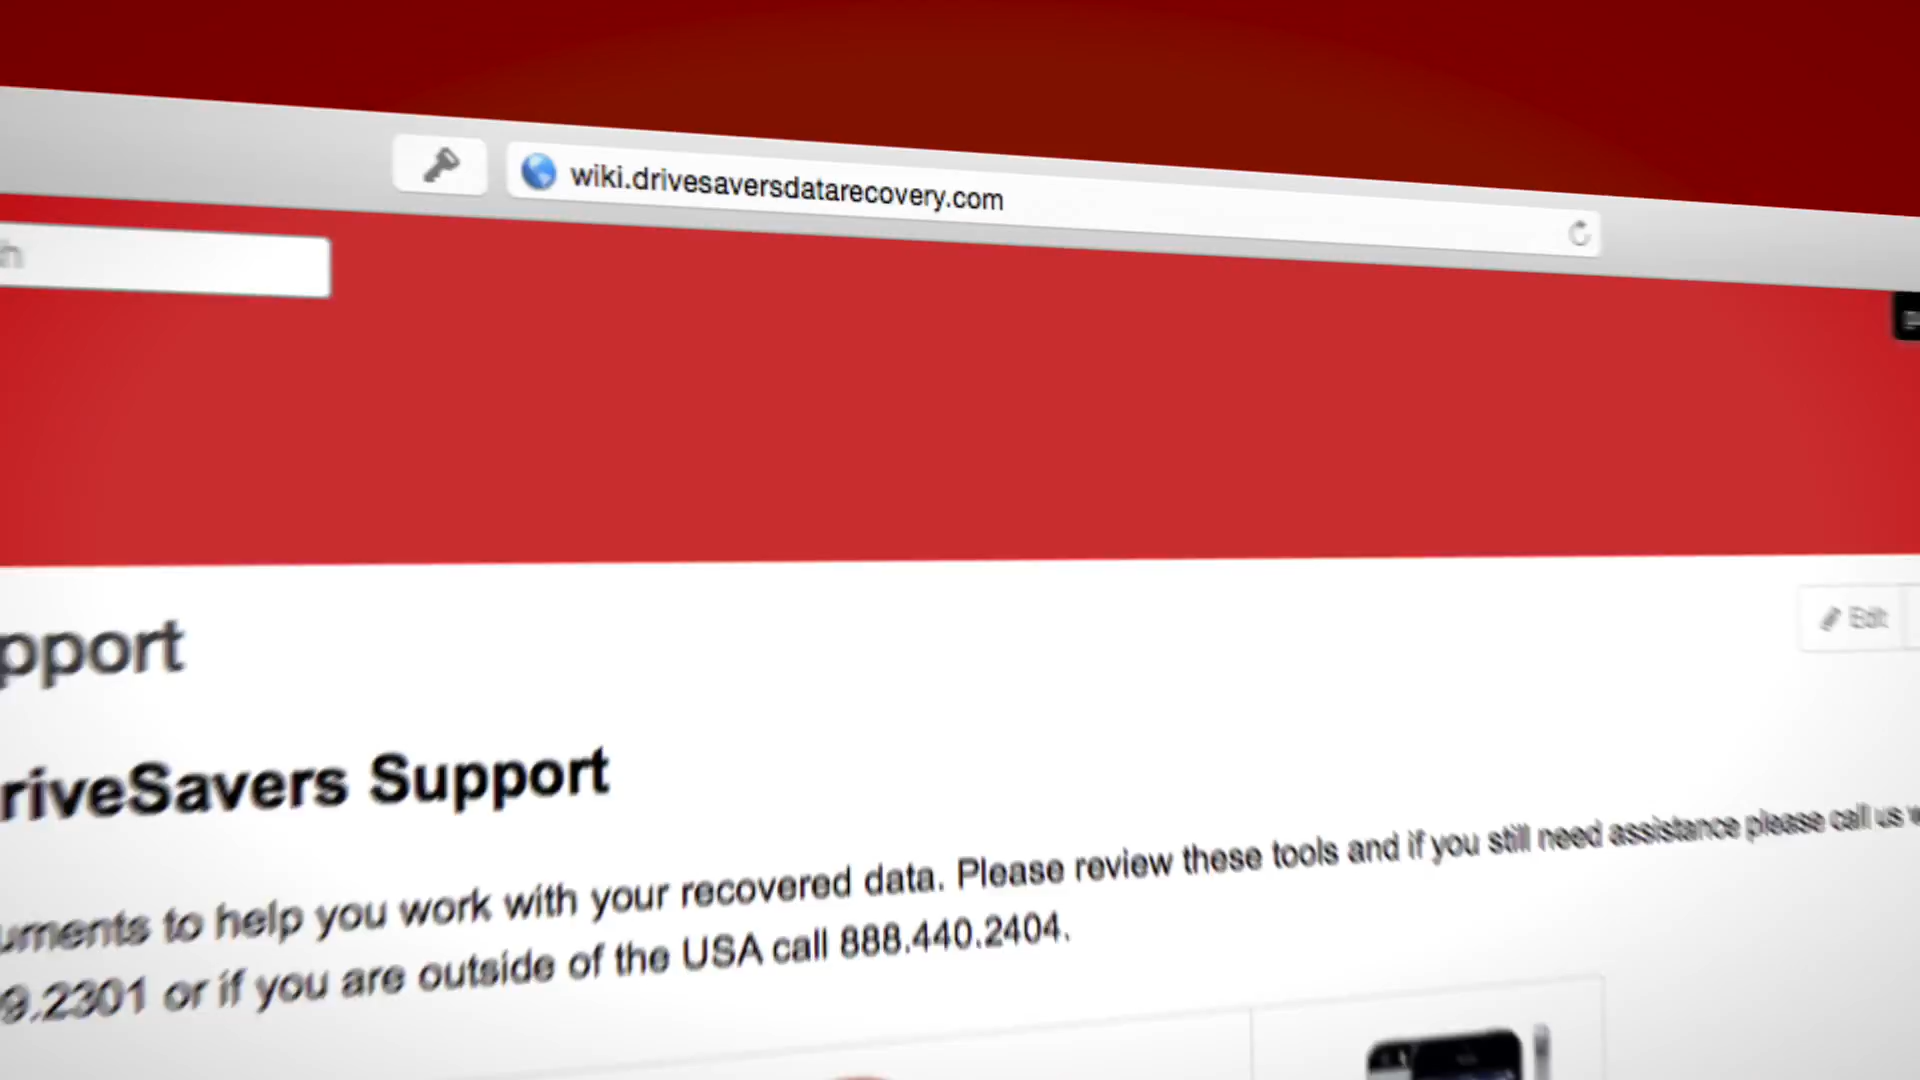 wiki.drivesaversdatarecovery.com
Edit
pport
riveSavers Support
uments to help you work with your recovered data. Please review these tools and if you still need assistance please call us w
9.2301 or if you are outside of the USA call 888.440.2404.